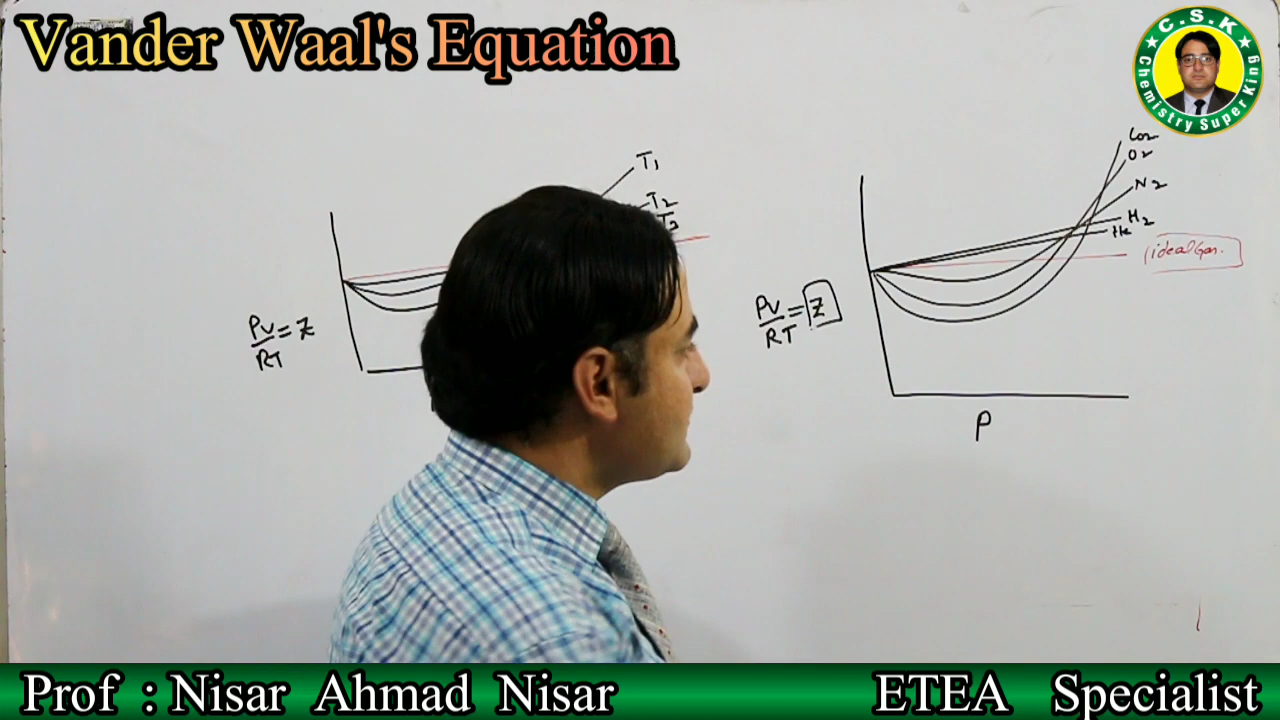 Vander Waal's Equation
C.S.K
Chemistry Super King
T₁
T₂
T₃
PV/RT = Z
Co₂
O₂
N₂
H₂
He
ideal Gas.
PV/RT = Z
P
Prof : Nisar Ahmad Nisar
ETEA Specialist